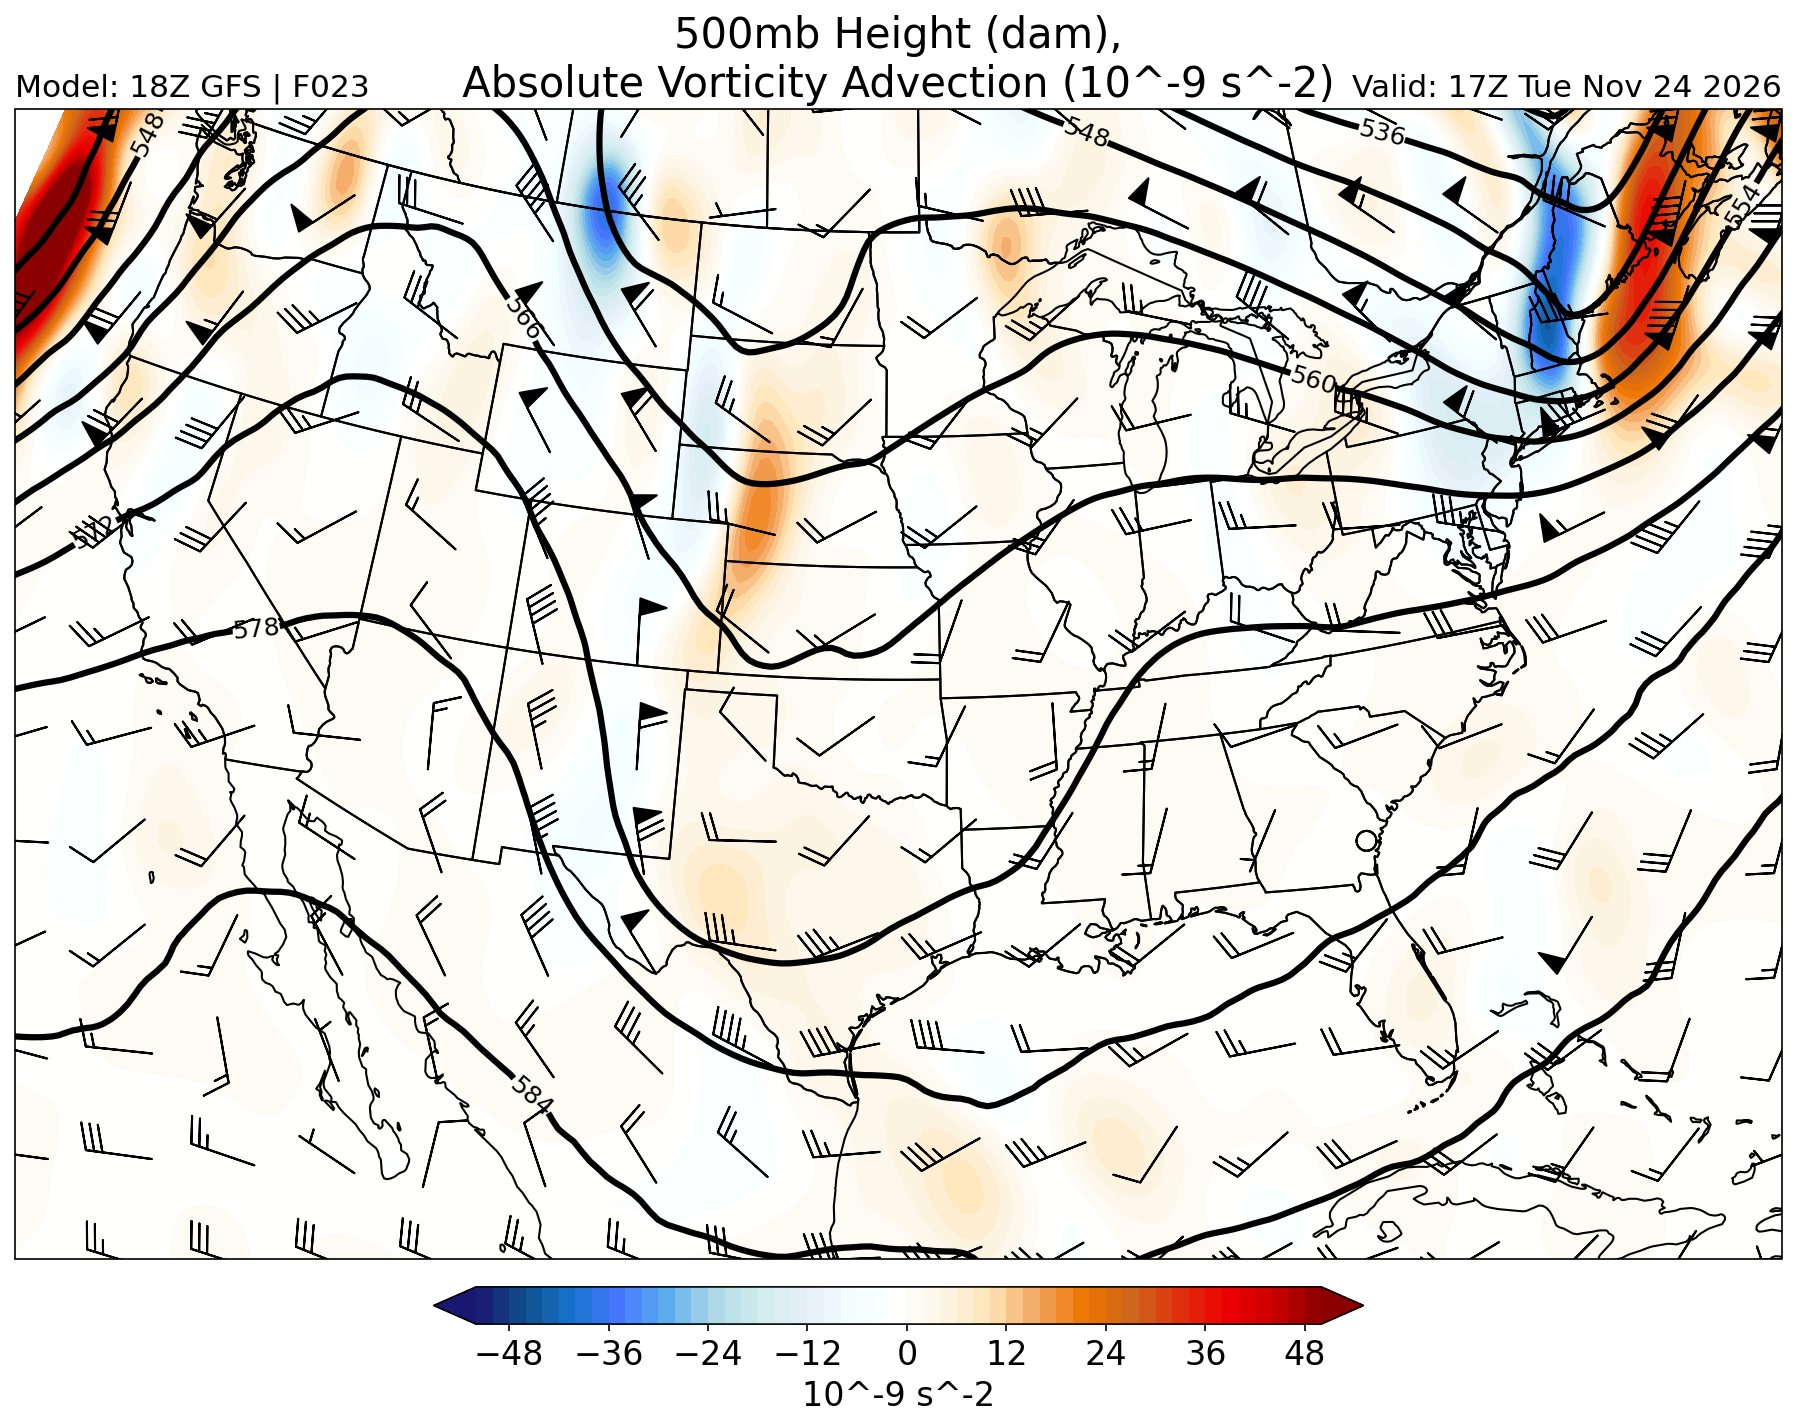 500mb Height (dam),
Model: 18Z GFS | F023
Absolute Vorticity Advection (10^-9 s^-2)
Valid: 17Z Tue Nov 24 2026
548
548
536
554
566
560
572
578
584
−48 −36 −24 −12 0 12 24 36 48
10^-9 s^-2